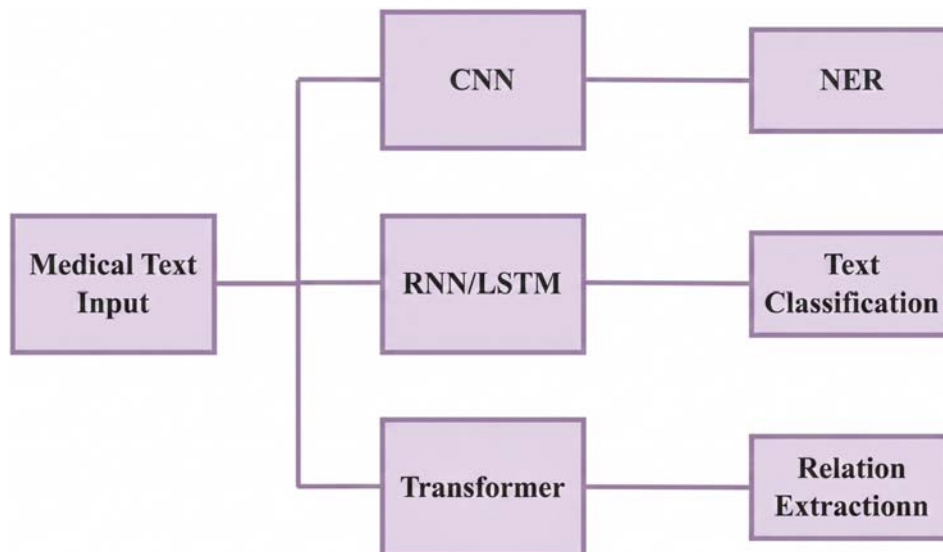 CNN
NER
Medical Text
Input
RNN/LSTM
Text
Classification
Transformer
Relation
Extractionn